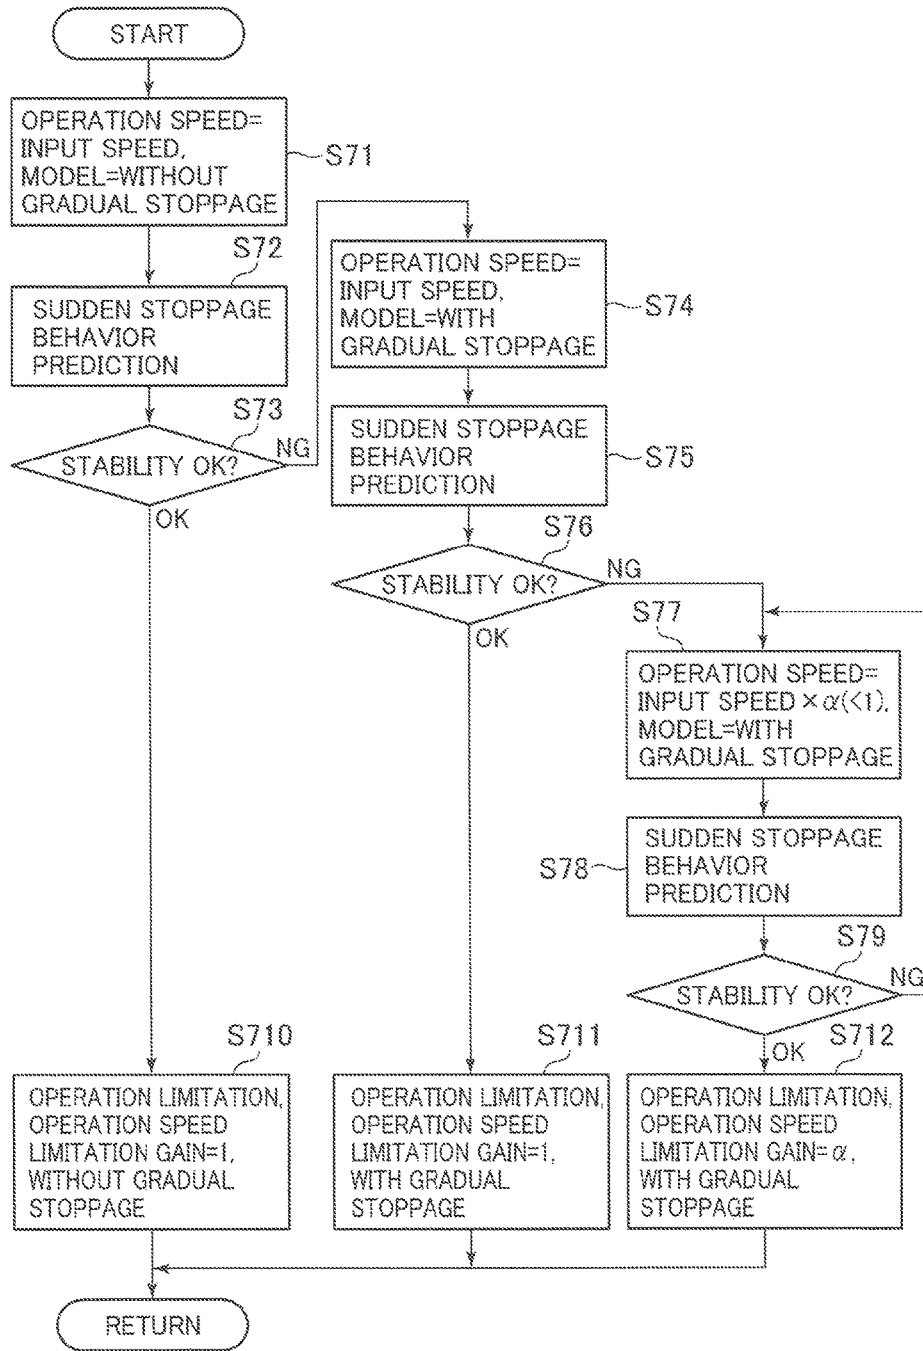 START
OPERATION SPEED=
INPUT SPEED,
MODEL=WITHOUT
GRADUAL STOPPAGE
S71
S72
SUDDEN STOPPAGE
BEHAVIOR
PREDICTION
S73
STABILITY OK?
NG
OK
OPERATION SPEED=
INPUT SPEED,
MODEL=WITH
GRADUAL STOPPAGE
S74
SUDDEN STOPPAGE
BEHAVIOR
PREDICTION
S75
S76
STABILITY OK?
NG
OK
S77
OPERATION SPEED=
INPUT SPEED×α(<1),
MODEL=WITH
GRADUAL STOPPAGE
S78
SUDDEN STOPPAGE
BEHAVIOR
PREDICTION
S79
STABILITY OK?
NG
OK
S710
OPERATION LIMITATION,
OPERATION SPEED
LIMITATION GAIN=1,
WITHOUT GRADUAL
STOPPAGE
S711
OPERATION LIMITATION,
OPERATION SPEED
LIMITATION GAIN=1,
WITH GRADUAL
STOPPAGE
S712
OPERATION LIMITATION,
OPERATION SPEED
LIMITATION GAIN=α,
WITH GRADUAL
STOPPAGE
RETURN